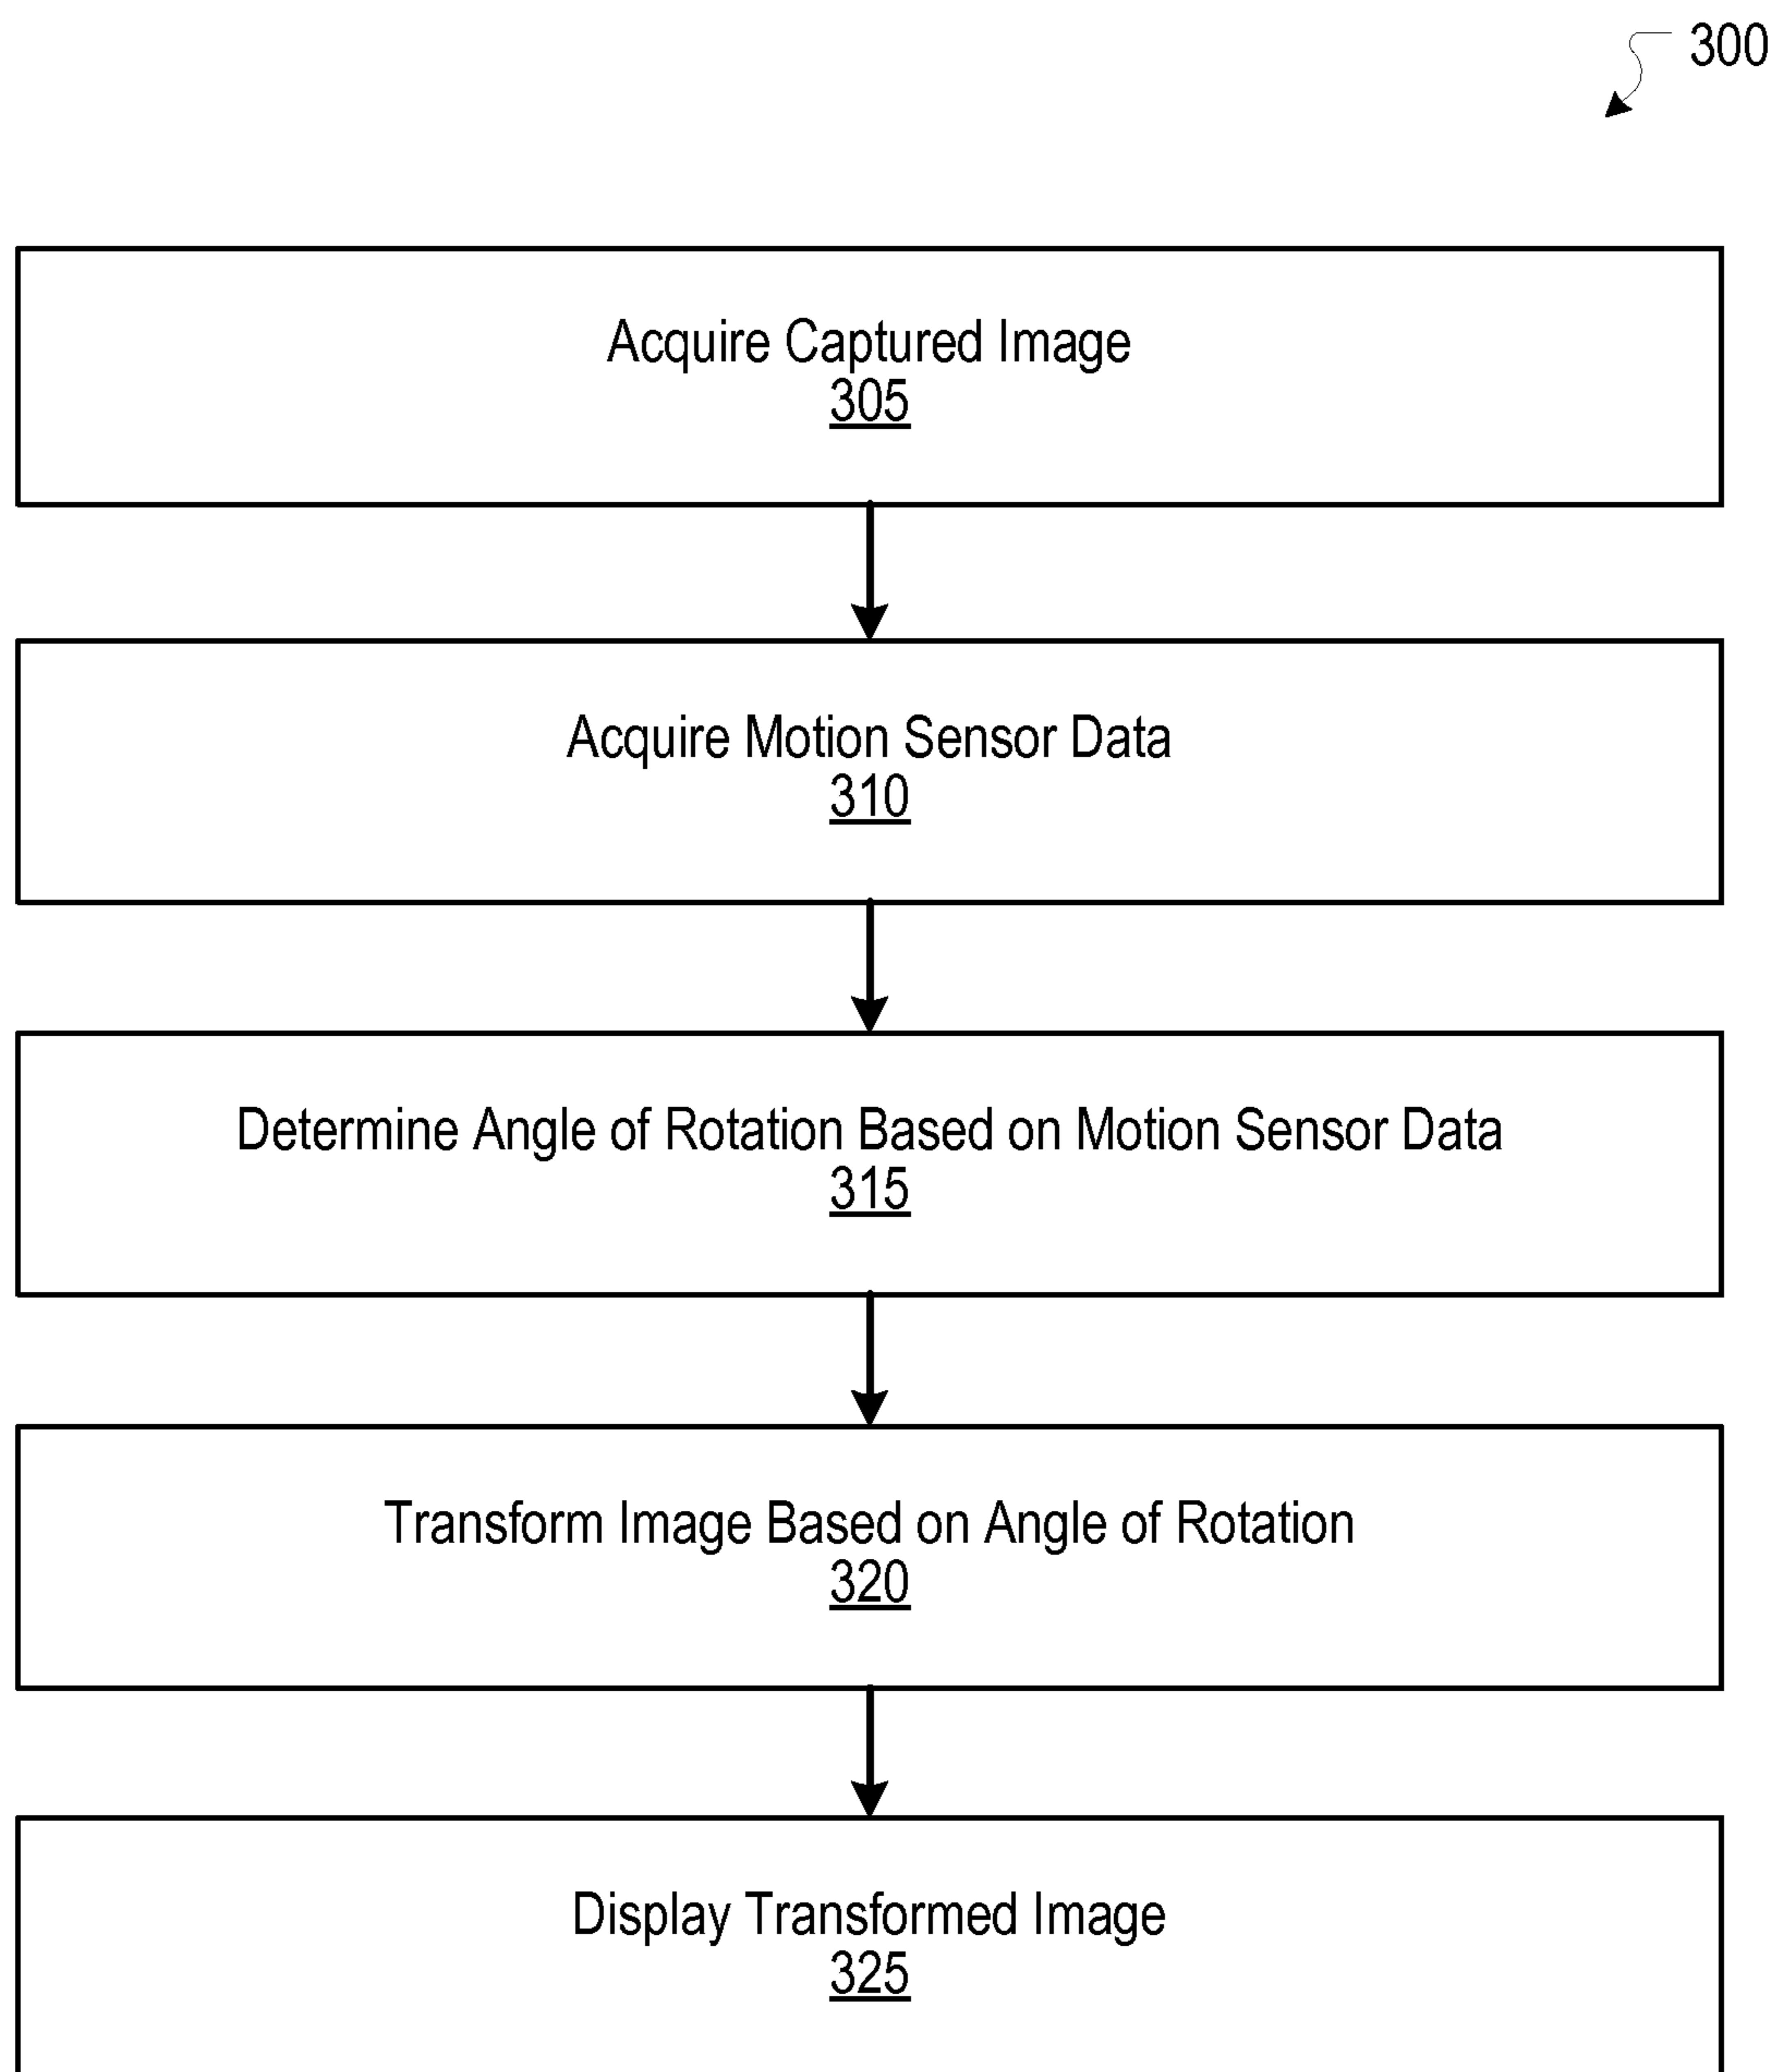 300
Acquire Captured Image
305
Acquire Motion Sensor Data
310
Determine Angle of Rotation Based on Motion Sensor Data
315
Transform Image Based on Angle of Rotation
320
Display Transformed Image
325